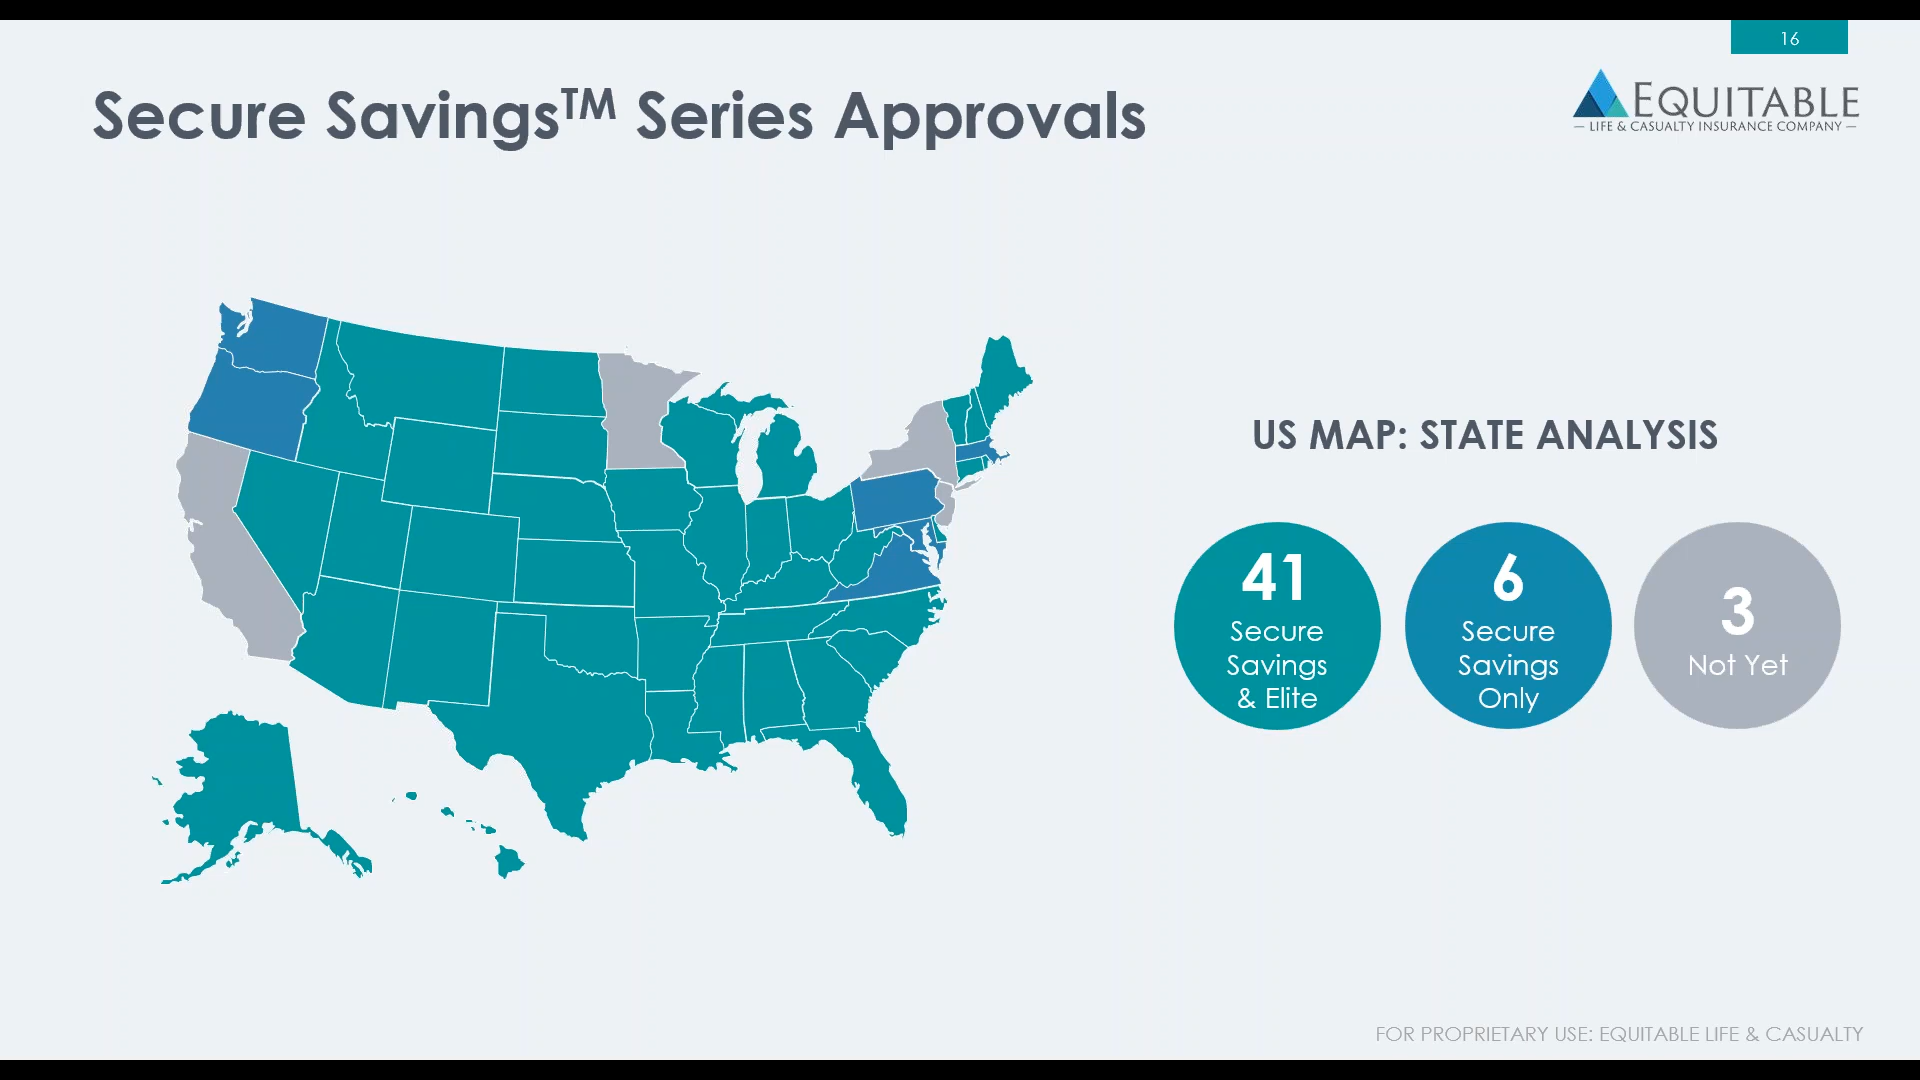 16
EQUITABLE
LIFE & CASUALTY INSURANCE COMPANY
Secure Savings™ Series Approvals
US MAP: STATE ANALYSIS
41
Secure
Savings
& Elite
6
Secure
Savings
Only
3
Not Yet
FOR PROPRIETARY USE: EQUITABLE LIFE & CASUALTY